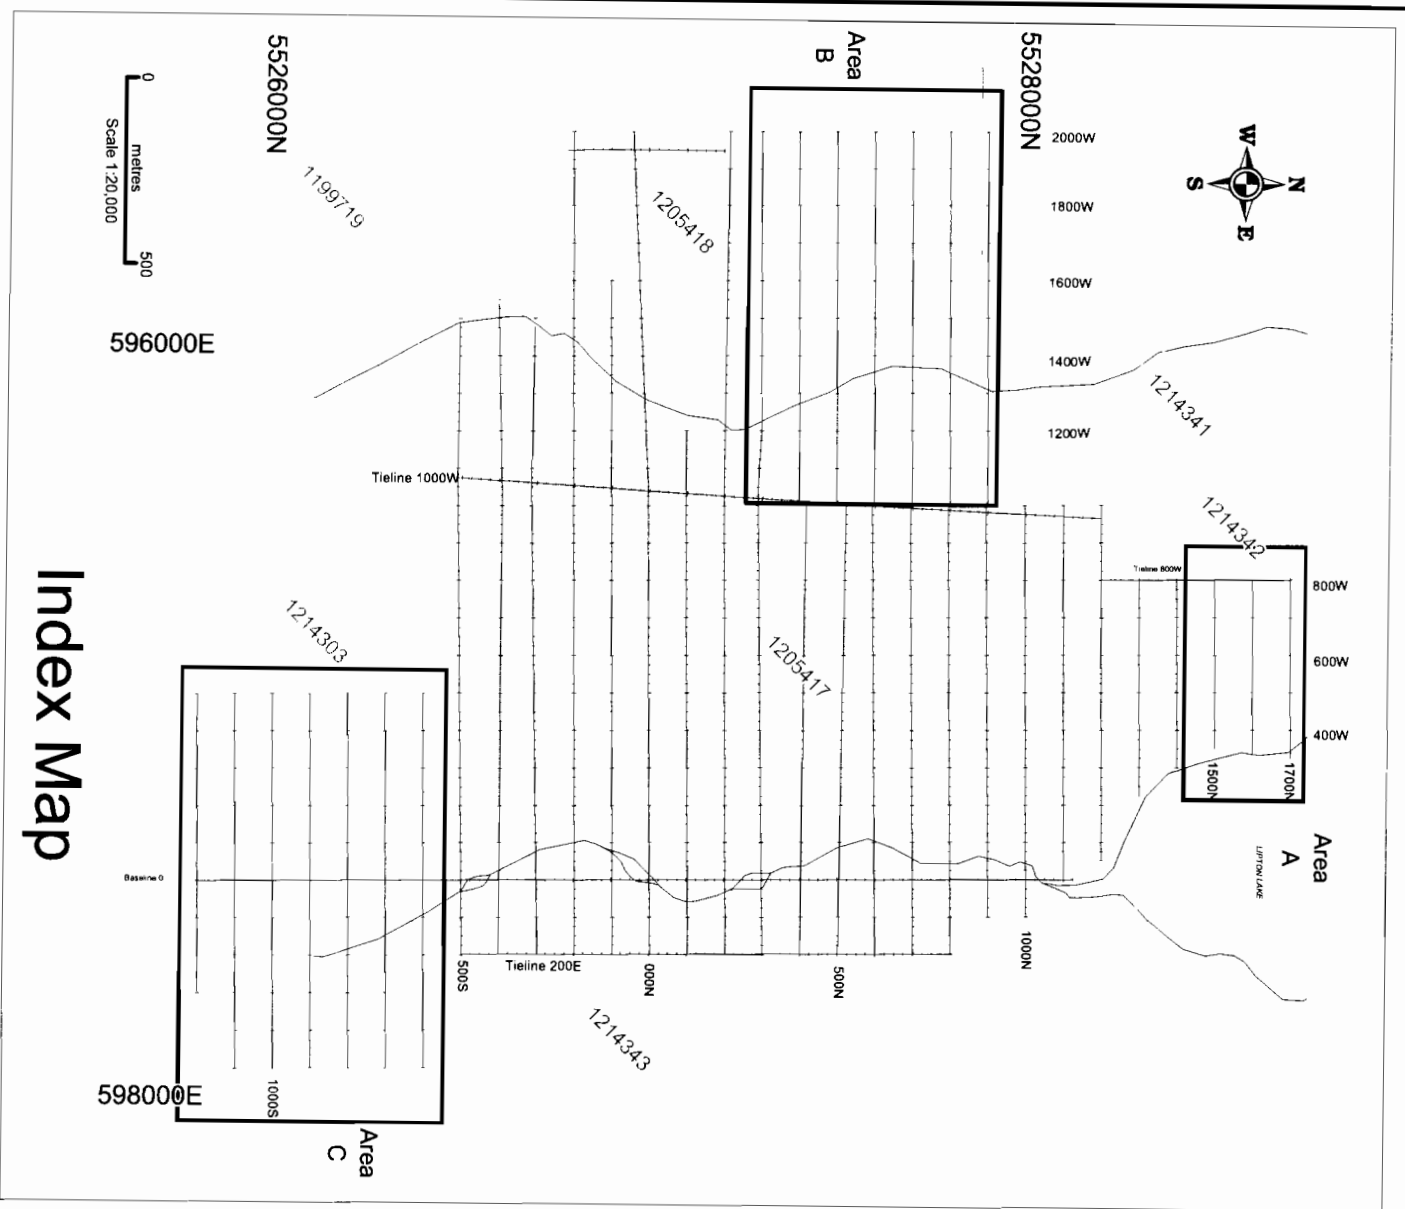 5526000N
5528000N
Area
B
0
metres
500
Scale 1:20,000
1199719
1205418
2000W
1800W
1600W
1400W
1200W
W
N
S
E
596000E
1214341
Tieline 1000W
1214342
Tieline 800W
800W
600W
400W
1500N
1700N
Area
A
LIPTON LAKE
Index Map
1214303
1205417
Baseline 0
Tieline 200E
500S
000N
500N
1000N
1214343
598000E
1000S
Area
C